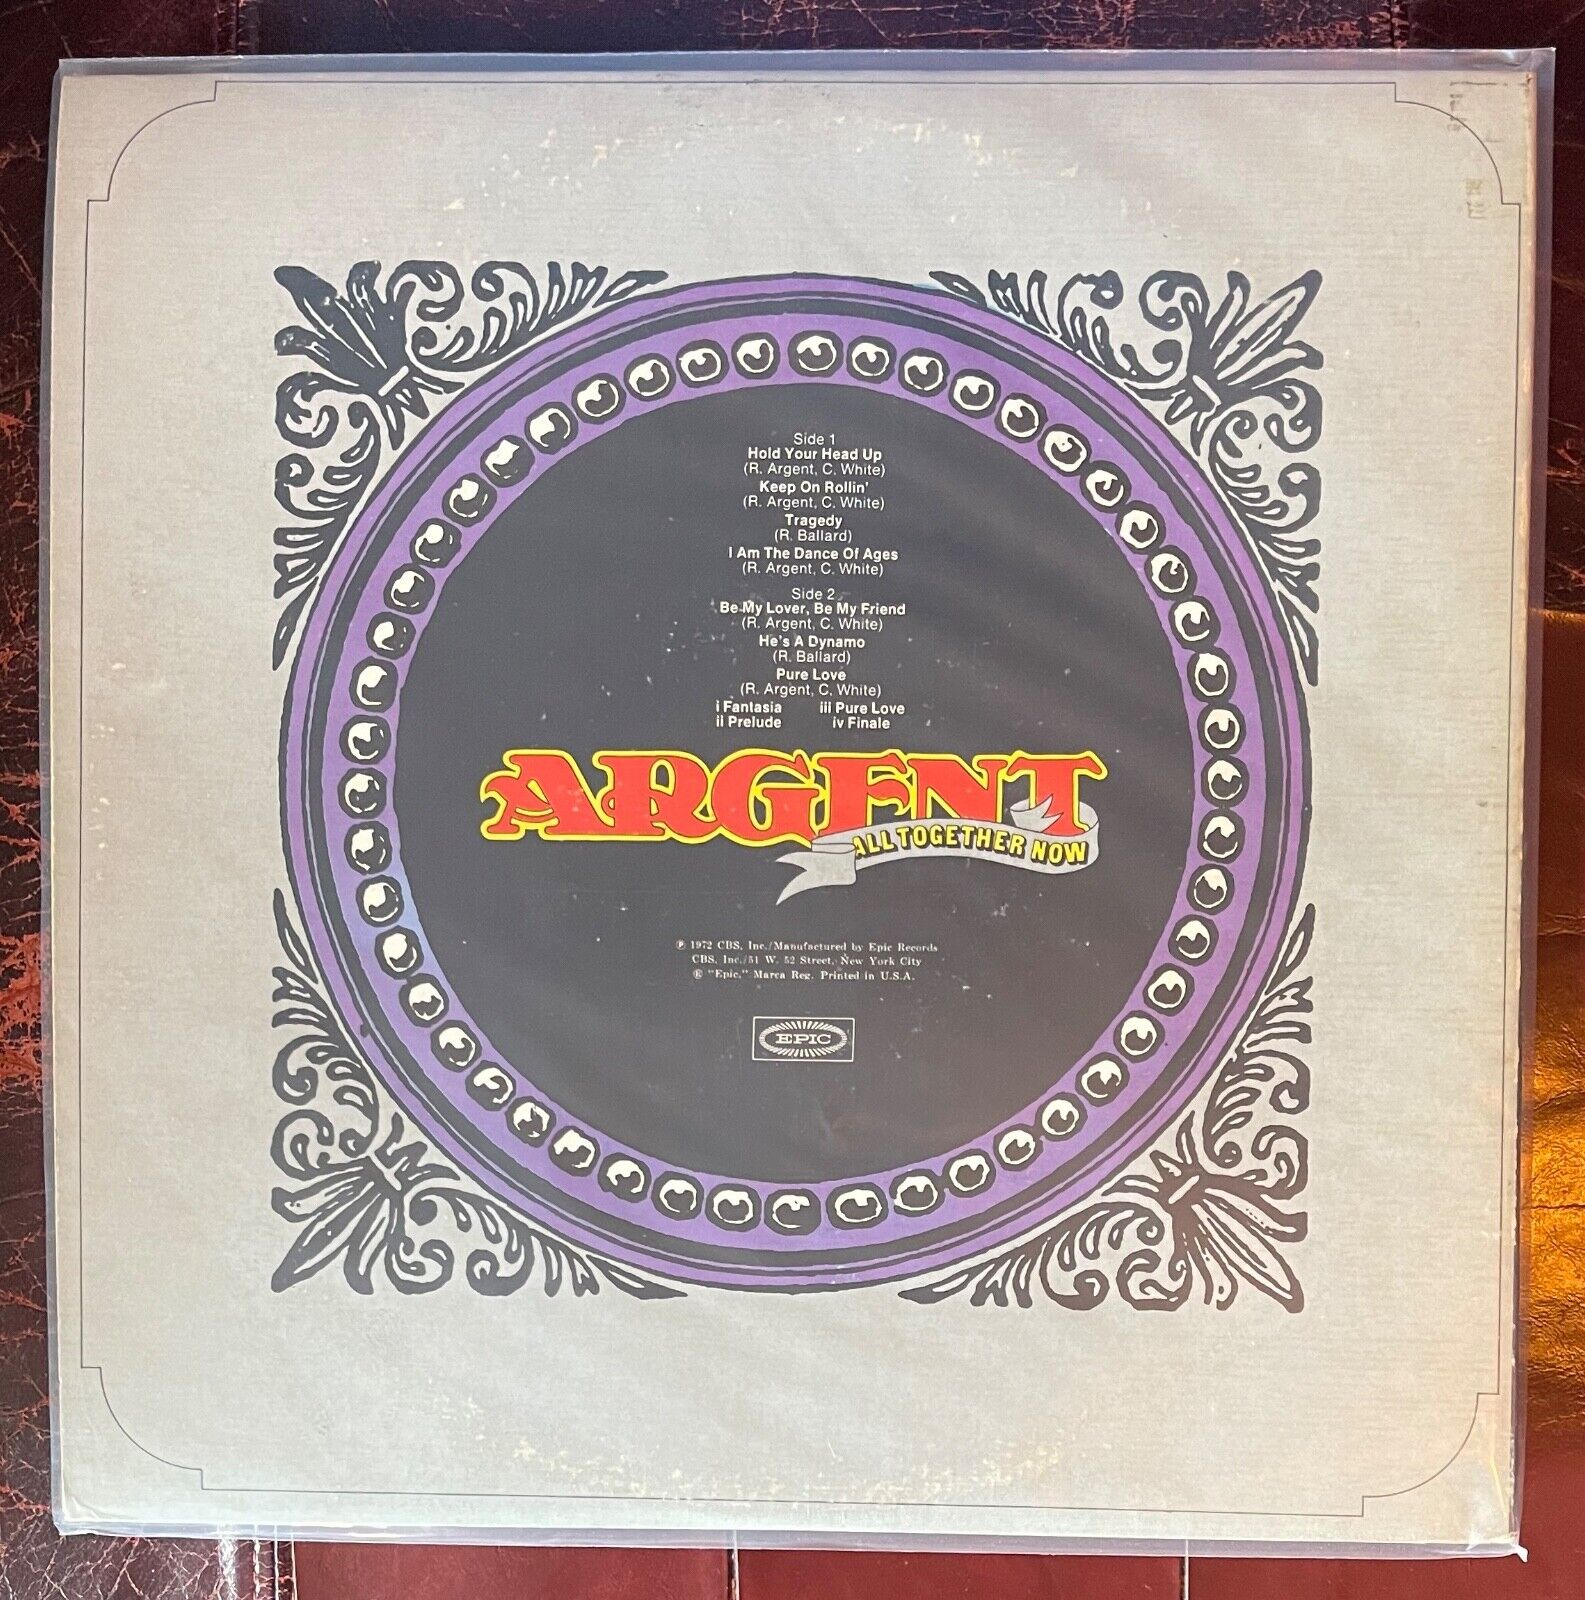 Side 1
Hold Your Head Up
(R. Argent, C. White)
Keep On Rollin'
(R. Argent, C. White)
Tragedy
(R. Ballard)
I Am The Dance Of Ages
(R. Argent, C. White)
Side 2
Be My Lover, Be My Friend
(R. Argent, C. White)
He's A Dynamo
(R. Ballard)
Pure Love
(R. Argent, C. White)
i Fantasia iii Pure Love
ii Prelude iv Finale
ARGENT
ALL TOGETHER NOW
℗ 1972 CBS, Inc./Manufactured by Epic Records
CBS, Inc./51 W. 52 Street, New York City
® "Epic," Marca Reg. Printed in U.S.A.
EPIC